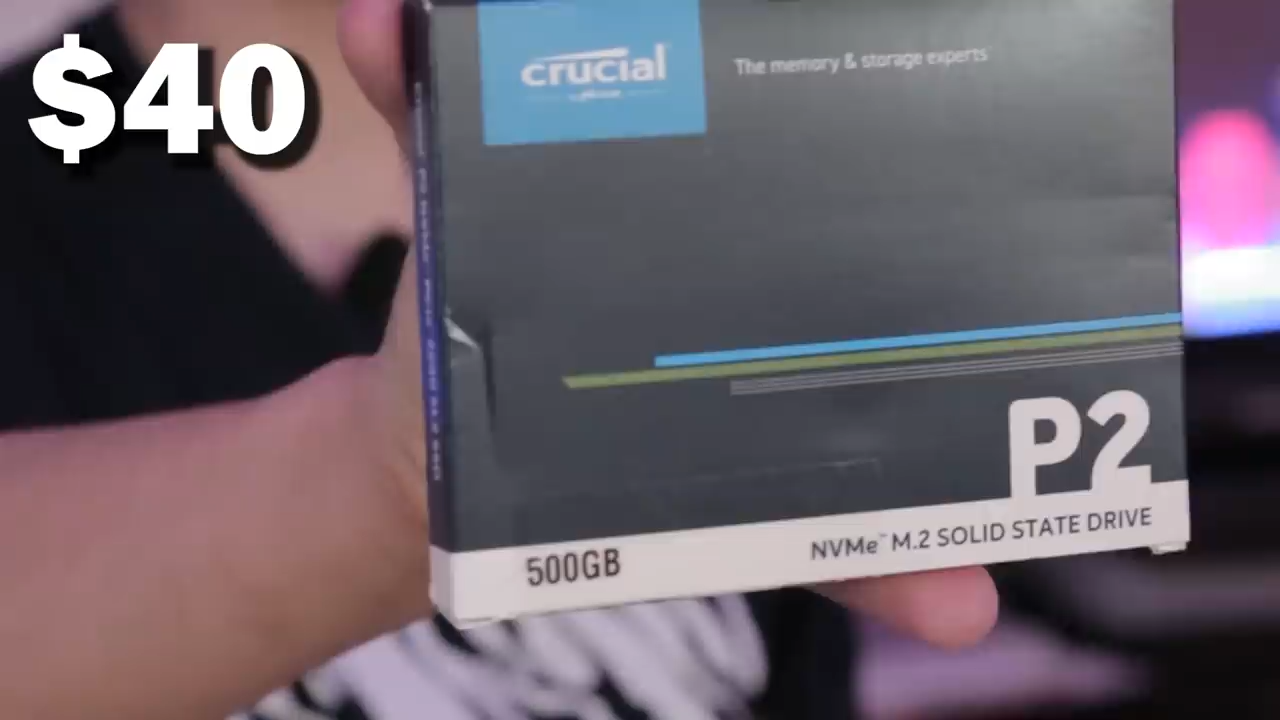 $40
crucial
The memory & storage experts
P2
500GB
NVMe™ M.2 SOLID STATE DRIVE